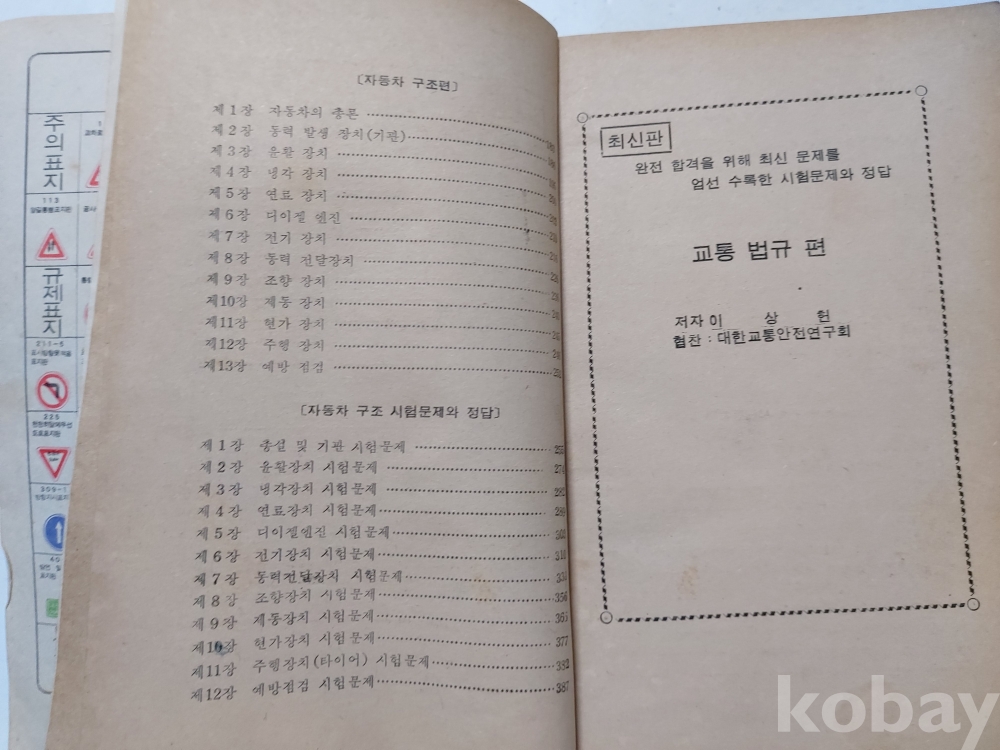 주의표지
113
규제표지
211-6
225
309-1
[자동차 구조편]
제1장 자동차의 총론
제2장 동력 발생 장치(기관)
제3장 윤활 장치
제4장 냉각 장치
제5장 연료 장치
제6장 디이젤 엔진
제7장 전기 장치
제8장 동력 전달장치
제9장 조향 장치
제10장 제동 장치
제11장 현가 장치
제12장 주행 장치
제13장 예방 점검
[자동차 구조 시험문제와 정답]
제1장 총설 및 기관 시험문제
제2장 윤활장치 시험문제 274
제3장 냉각장치 시험문제 282
제4장 연료장치 시험문제
제5장 디이젤엔진 시험문제
제6장 전기장치 시험문제
제7장 동력전달장치 시험문제
제8장 조향장치 시험문제 356
제9장 제동장치 시험문제 365
제10장 현가장치 시험문제 377
제11장 주행장치(타이어) 시험문제 382
제12장 예방점검 시험문제 387
최신판
완전 합격을 위해 최신 문제를
엄선 수록한 시험문제와 정답
교통 법규 편
저자 이 상 헌
협찬 : 대한교통안전연구회
kobay